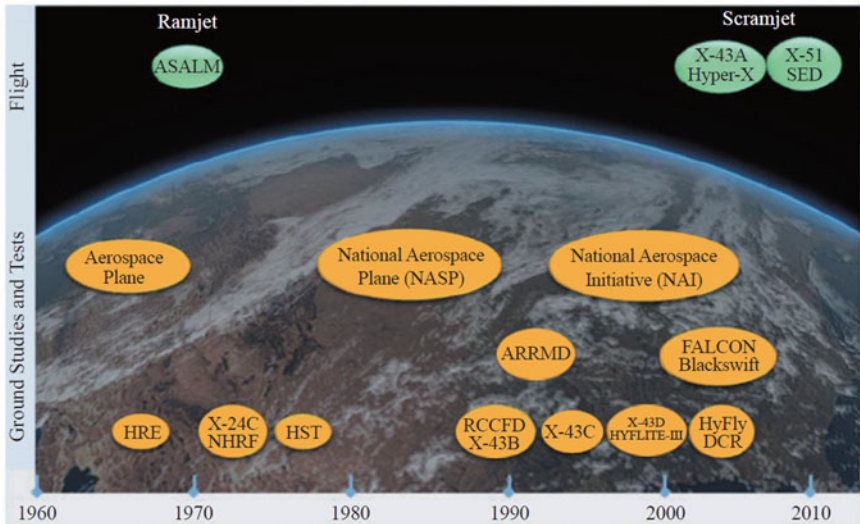 Ramjet
Scramjet
Flight
ASALM
X-43A
Hyper-X
X-51
SED
Ground Studies and Tests
Aerospace
Plane
National Aerospace
Plane (NASP)
National Aerospace
Initiative (NAI)
ARRMD
FALCON
Blackswift
HRE
X-24C
NHRF
HST
RCCFD
X-43B
X-43C
X-43D
HYFLITE-III
HyFly
DCR
1960
1970
1980
1990
2000
2010